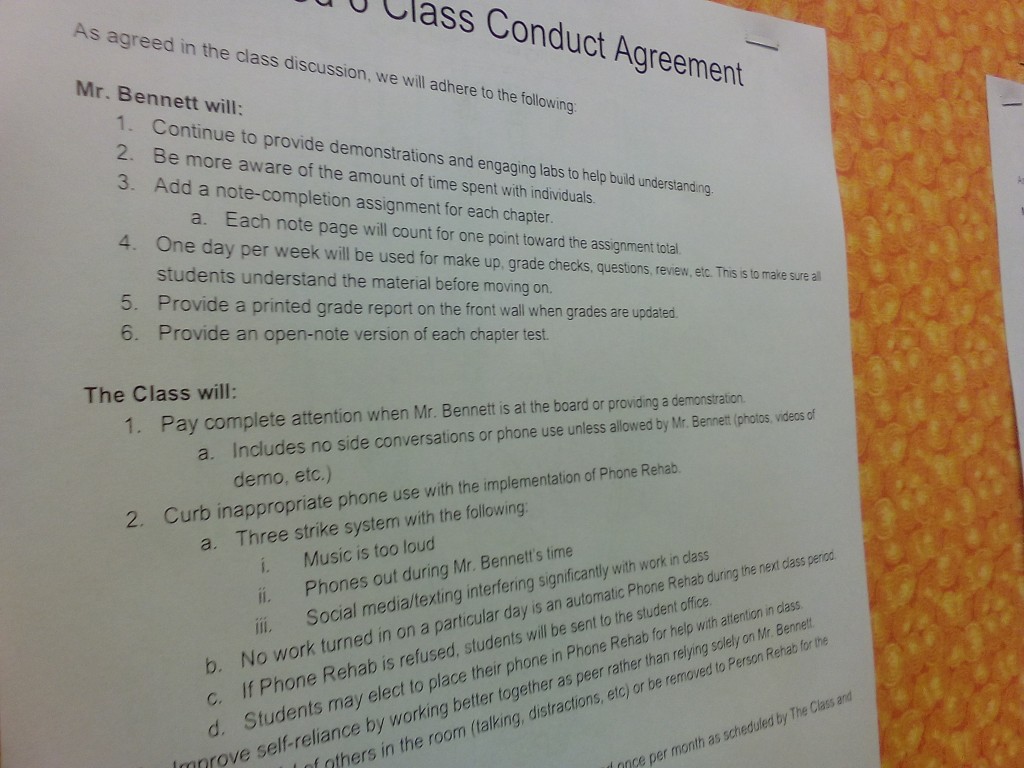 6 Class Conduct Agreement
As agreed in the class discussion, we will adhere to the following:
Mr. Bennett will:
1. Continue to provide demonstrations and engaging labs to help build understanding.
2. Be more aware of the amount of time spent with individuals.
3. Add a note-completion assignment for each chapter.
a. Each note page will count for one point toward the assignment total.
4. One day per week will be used for make up, grade checks, questions, review, etc. This is to make sure all
students understand the material before moving on.
5. Provide a printed grade report on the front wall when grades are updated.
6. Provide an open-note version of each chapter test.
The Class will:
1. Pay complete attention when Mr. Bennett is at the board or providing a demonstration.
a. Includes no side conversations or phone use unless allowed by Mr. Bennett (photos, videos of
demo, etc.)
2. Curb inappropriate phone use with the implementation of Phone Rehab.
a. Three strike system with the following:
i. Music is too loud
ii. Phones out during Mr. Bennett's time
iii. Social media/texting interfering significantly with work in class
b. No work turned in on a particular day is an automatic Phone Rehab during the next class period.
c. If Phone Rehab is refused, students will be sent to the student office.
d. Students may elect to place their phone in Phone Rehab for help with attention in class.
Improve self-reliance by working better together as peer rather than relying solely on Mr. Bennett.
of others in the room (talking, distractions, etc) or be removed to Person Rehab for the
once per month as scheduled by The Class and